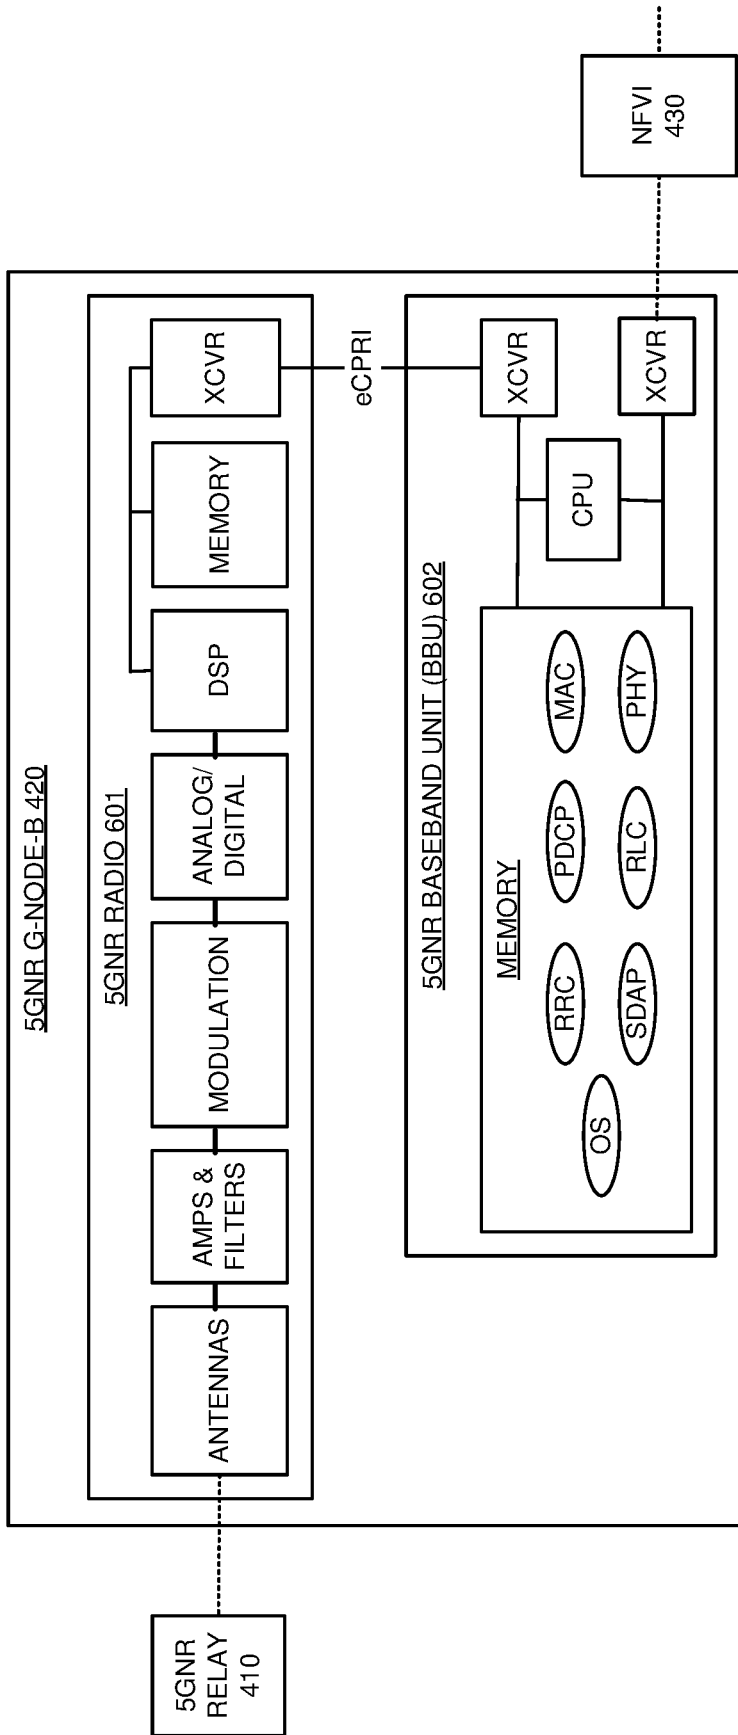 5GNR G-NODE-B 420
5GNR RADIO 601
5GNR
RELAY
410
ANTENNAS
AMPS &
FILTERS
MODULATION
ANALOG/
DIGITAL
DSP
MEMORY
XCVR
eCPRI
5GNR BASEBAND UNIT (BBU) 602
MEMORY
OS
RRC
PDCP
MAC
SDAP
RLC
PHY
CPU
XCVR
XCVR
NFVI
430